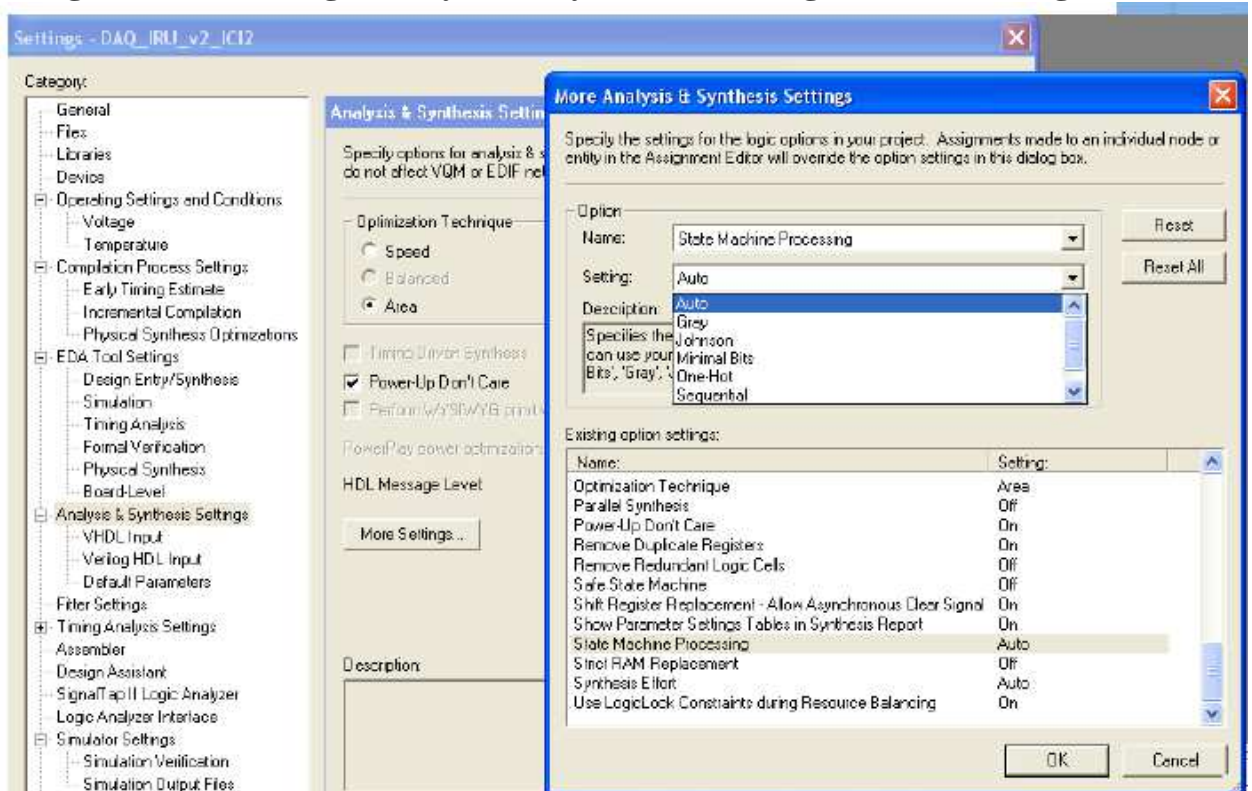 Settings - DAQ_IRU_v2_ICI2
Category:
General
Files
Libraries
Device
Operating Settings and Conditions
Voltage
Temperature
Compilation Process Settings
Early Timing Estimate
Incremental Compilation
Physical Synthesis Optimizations
EDA Tool Settings
Design Entry/Synthesis
Simulation
Timing Analysis
Formal Verification
Physical Synthesis
Board-Level
Analysis & Synthesis Settings
VHDL Input
Verilog HDL Input
Default Parameters
Fitter Settings
Timing Analysis Settings
Assembler
Design Assistant
SignalTap II Logic Analyzer
Logic Analyzer Interface
Simulator Settings
Simulation Verification
Simulation Output Files
Analysis & Synthesis Settin
Specify options for analysis & s
do not affect VQM or EDIF net
Optimization Technique
Speed
Balanced
Area
Timing Driven Synthesis
Power-Up Don't Care
Perform WYSIWYG
PowerPlay power optimization
HDL Message Level
More Settings...
Description:
More Analysis & Synthesis Settings
Specify the settings for the logic options in your project. Assignments made to an individual node or
entity in the Assignment Editor will override the option settings in this dialog box.
Option
Name: State Machine Processing
Setting: Auto
Description:
Auto
Gray
Johnson
Minimal Bits
One-Hot
Sequential
Specifies the
can use your
Bits', 'Gray',
Reset
Reset All
Existing option settings:
Name: Setting:
Optimization Technique Area
Parallel Synthesis Off
Power-Up Don't Care On
Remove Duplicate Registers On
Remove Redundant Logic Cells Off
Safe State Machine Off
Shift Register Replacement - Allow Asynchronous Clear Signal On
Show Parameter Settings Tables in Synthesis Report On
State Machine Processing Auto
Strict RAM Replacement Off
Synthesis Effort Auto
Use LogicLock Constraints during Resource Balancing On
OK
Cancel